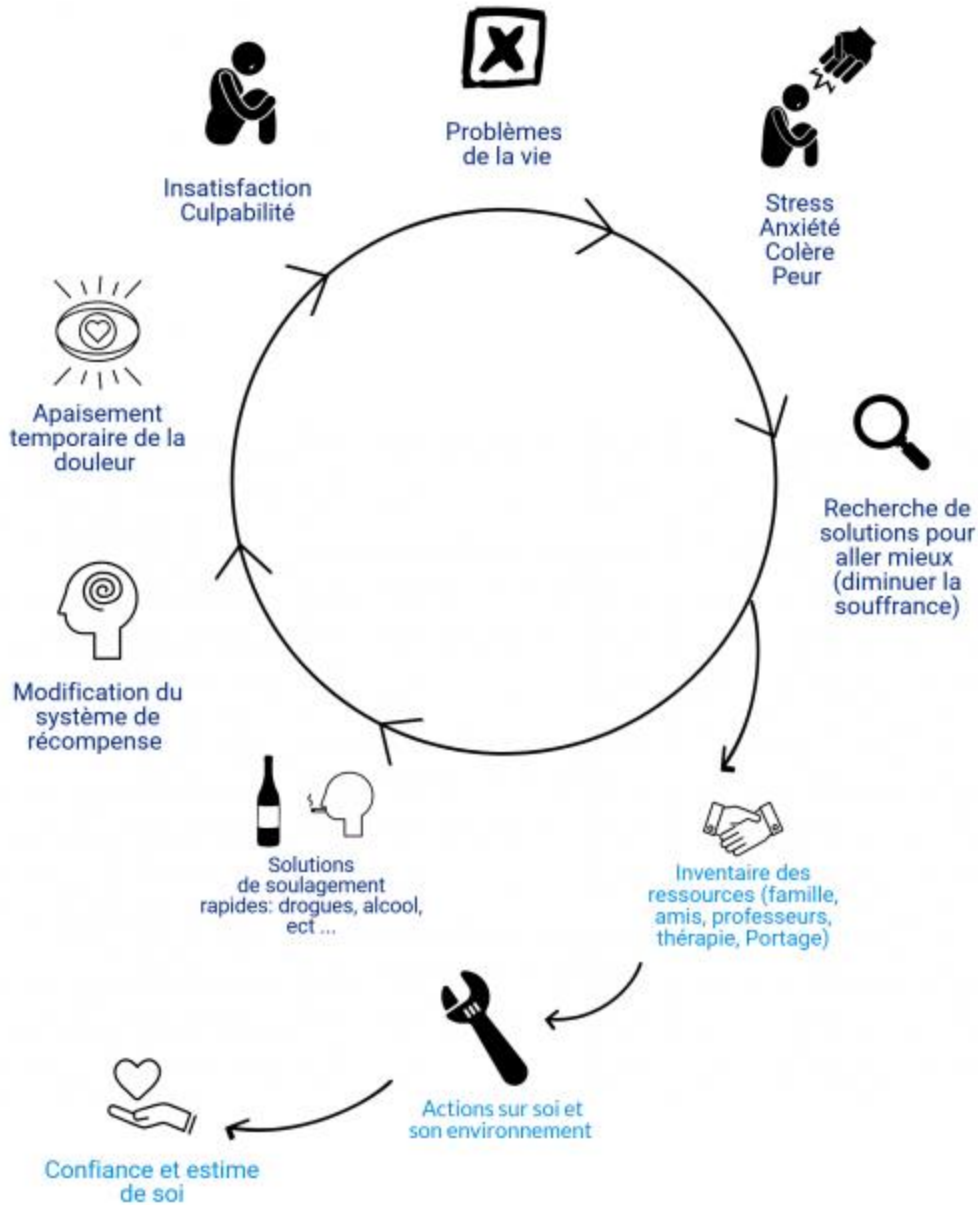 Problèmes
de la vie
Stress
Anxiété
Colère
Peur
Recherche de
solutions pour
aller mieux
(diminuer la
souffrance)
Inventaire des
ressources (famille,
amis, professeurs,
thérapie, Portage)
Actions sur soi et
son environnement
Confiance et estime
de soi
Solutions
de soulagement
rapides: drogues, alcool,
ect ...
Modification du
système de
récompense
Apaisement
temporaire de la
douleur
Insatisfaction
Culpabilité